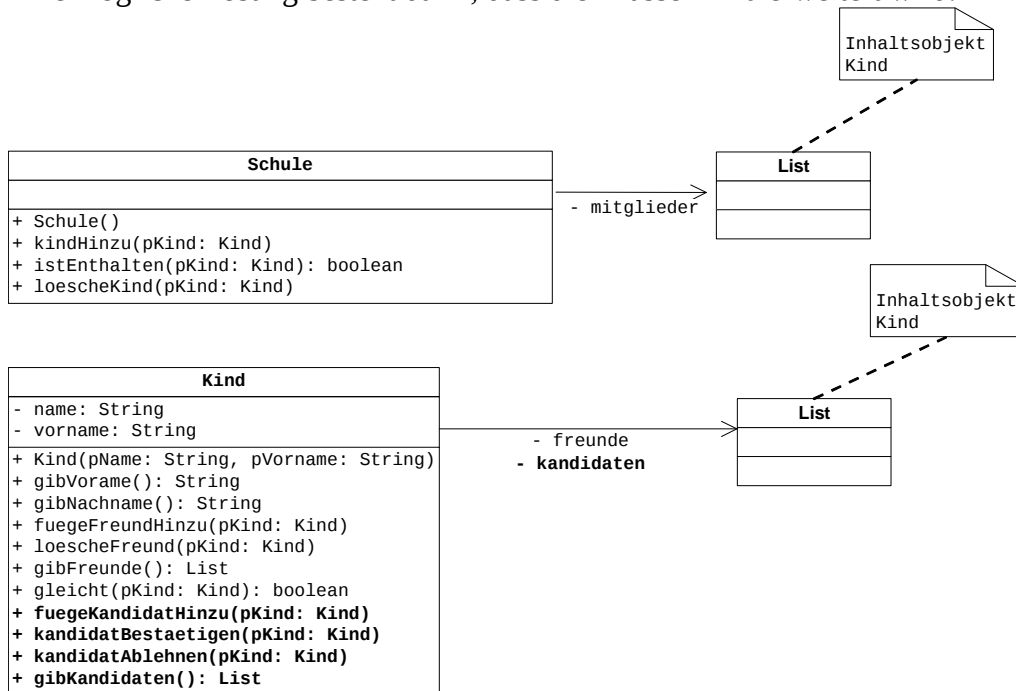 Inhaltsobjekt
Kind
Schule
List
- mitglieder
+ Schule()
+ kindHinzu(pKind: Kind)
+ istEnthalten(pKind: Kind): boolean
+ loescheKind(pKind: Kind)
Inhaltsobjekt
Kind
Kind
List
- name: String
- vorname: String
- freunde
- kandidaten
+ Kind(pName: String, pVorname: String)
+ gibVorame(): String
+ gibNachname(): String
+ fuegeFreundHinzu(pKind: Kind)
+ loescheFreund(pKind: Kind)
+ gibFreunde(): List
+ gleicht(pKind: Kind): boolean
+ fuegeKandidatHinzu(pKind: Kind)
+ kandidatBestaetigen(pKind: Kind)
+ kandidatAblehnen(pKind: Kind)
+ gibKandidaten(): List